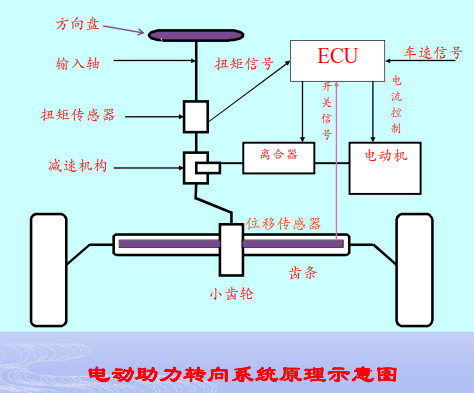 方向盘
输入轴
扭矩信号
ECU
车速信号
扭矩传感器
开关信号
电流控制
减速机构
离合器
电动机
位移传感器
齿条
小齿轮
电动助力转向系统原理示意图